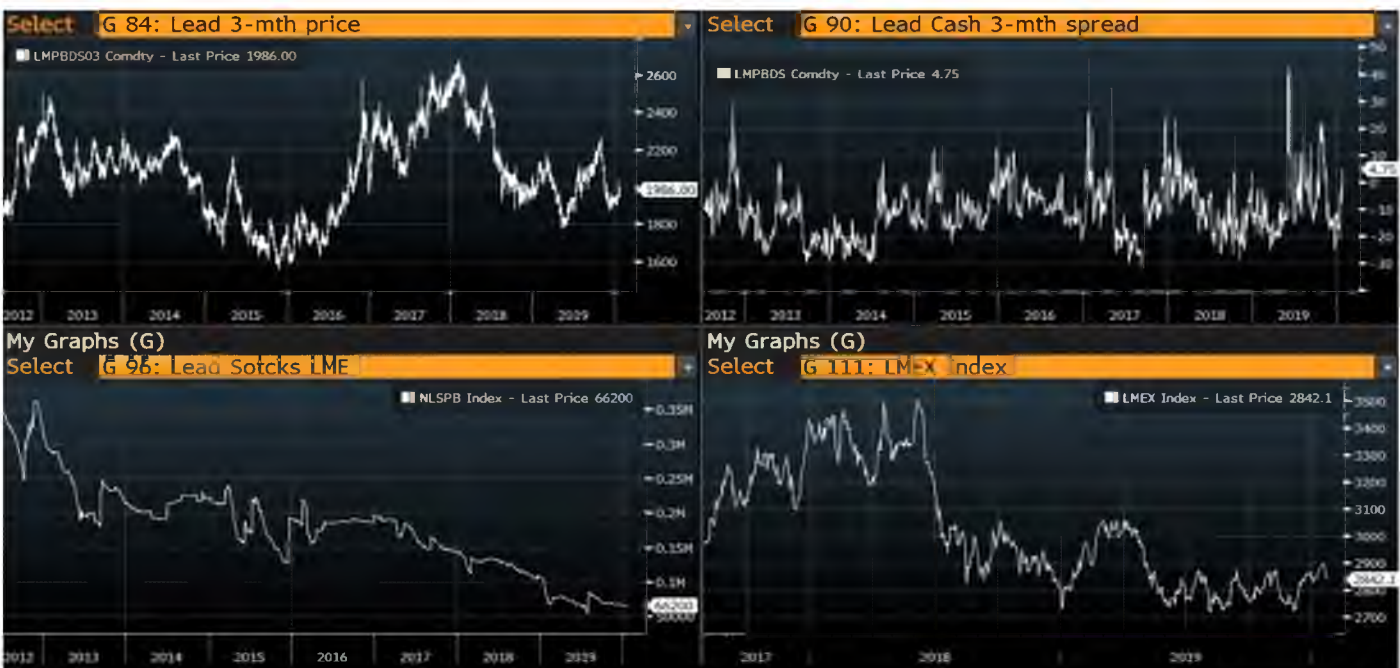 Select G 84: Lead 3-mth price
LMPBDS03 Comdty - Last Price 1986.00
2600
2400
2200
1986.00
1800
1600
2012 2013 2014 2015 2016 2017 2018 2019
Select G 90: Lead Cash 3-mth spread
LMPBDS Comdty - Last Price 4.75
4.75
2012 2013 2014 2015 2016 2017 2018 2019
My Graphs (G)
Select G 96: Lead Sotcks LME
NLSPB Index - Last Price 66200
0.35M
0.3M
0.25M
0.2M
0.15M
0.1M
66200
50000
2012 2013 2014 2015 2016 2017 2018 2019
My Graphs (G)
Select G 111: LMEX Index
LMEX Index - Last Price 2842.1
3500
3400
3300
3200
3100
3000
2900
2842.1
2700
2017 2018 2019